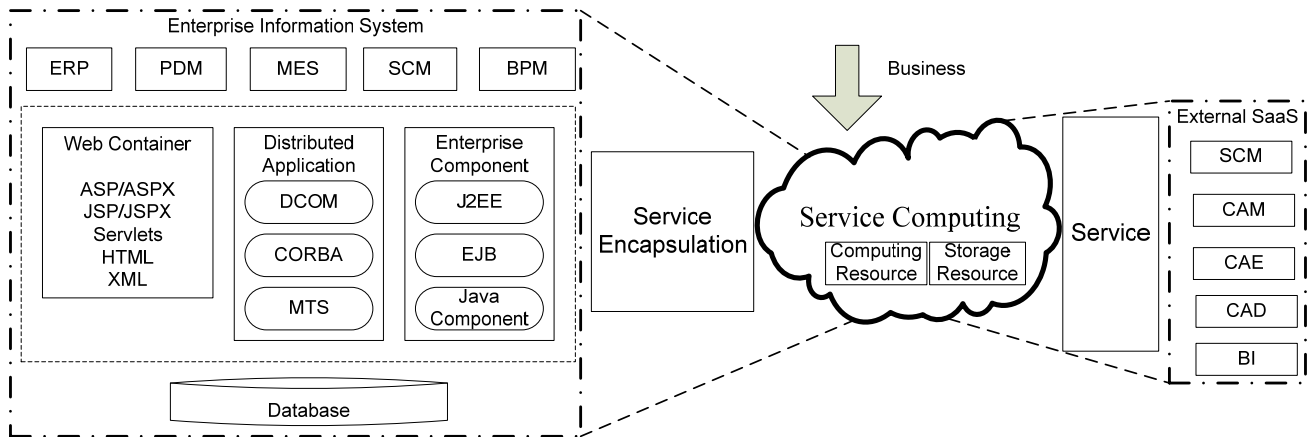 Enterprise Information System
ERP
PDM
MES
SCM
BPM
Web Container
ASP/ASPX
JSP/JSPX
Servlets
HTML
XML
Distributed
Application
DCOM
CORBA
MTS
Enterprise
Component
J2EE
EJB
Java
Component
Database
Service
Encapsulation
Business
Service Computing
Computing
Resource
Storage
Resource
Service
External SaaS
SCM
CAM
CAE
CAD
BI